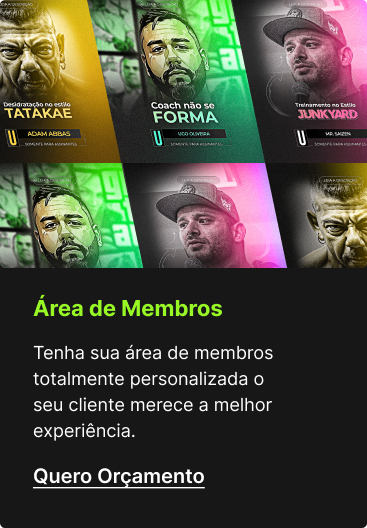 Desidratação no estilo
TATAKAE
ADAM ABBAS
SOMENTE PARA ASSINANTES
Coach não se
FORMA
UGO OLIVEIRA
SOMENTE PARA ASSINANTES
Treinamento no Estilo
JUNKYARD
MR. SAIZEN
SOMENTE PARA ASSINANTES
Área de Membros
Tenha sua área de membros
totalmente personalizada o
seu cliente merece a melhor
experiência.
Quero Orçamento